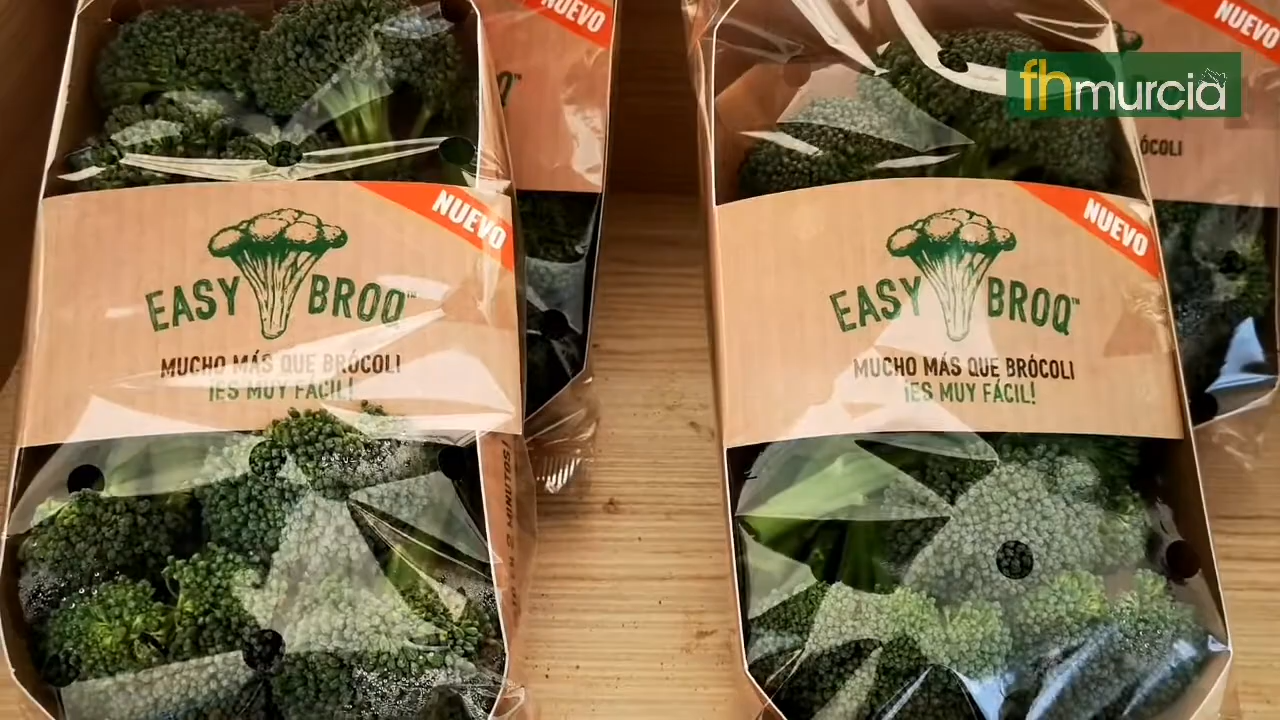 NUEVO
EASY BROQ™
MUCHO MÁS QUE BRÓCOLI
¡ES MUY FÁCIL!
NUEVO
NUEVO
EASY BROQ™
MUCHO MÁS QUE BRÓCOLI
¡ES MUY FÁCIL!
NUEVO
fhmurcia